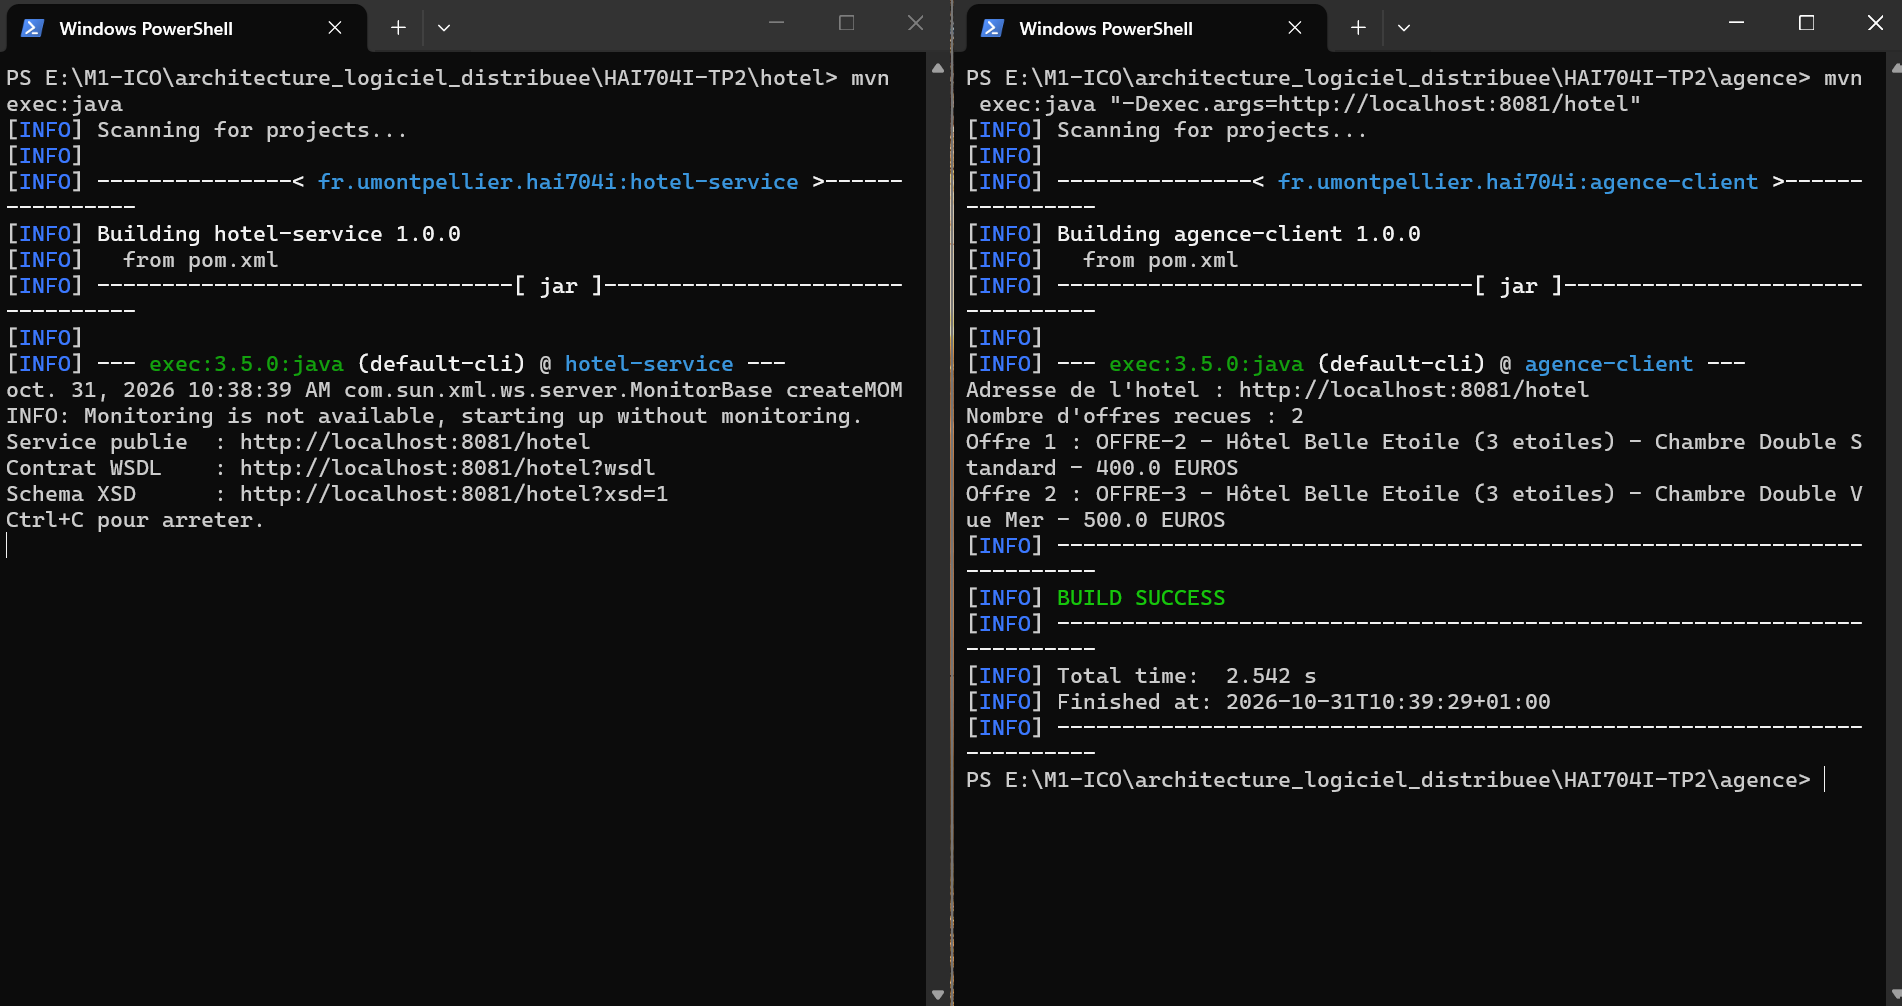 Windows PowerShell
PS E:\M1-ICO\architecture_logiciel_distribuee\HAI704I-TP2\hotel> mvn
exec:java
[INFO] Scanning for projects...
[INFO]
[INFO] ---------------< fr.umontpellier.hai704i:hotel-service >------
----------
[INFO] Building hotel-service 1.0.0
[INFO]   from pom.xml
[INFO] --------------------------------[ jar ]-----------------------
----------
[INFO]
[INFO] --- exec:3.5.0:java (default-cli) @ hotel-service ---
oct. 31, 2026 10:38:39 AM com.sun.xml.ws.server.MonitorBase createMOM
INFO: Monitoring is not available, starting up without monitoring.
Service publie  : http://localhost:8081/hotel
Contrat WSDL    : http://localhost:8081/hotel?wsdl
Schema XSD      : http://localhost:8081/hotel?xsd=1
Ctrl+C pour arreter.
Windows PowerShell
PS E:\M1-ICO\architecture_logiciel_distribuee\HAI704I-TP2\agence> mvn
 exec:java "-Dexec.args=http://localhost:8081/hotel"
[INFO] Scanning for projects...
[INFO]
[INFO] ---------------< fr.umontpellier.hai704i:agence-client >------
----------
[INFO] Building agence-client 1.0.0
[INFO]   from pom.xml
[INFO] --------------------------------[ jar ]-----------------------
----------
[INFO]
[INFO] --- exec:3.5.0:java (default-cli) @ agence-client ---
Adresse de l'hotel : http://localhost:8081/hotel
Nombre d'offres recues : 2
Offre 1 : OFFRE-2 - Hôtel Belle Etoile (3 etoiles) - Chambre Double S
tandard - 400.0 EUROS
Offre 2 : OFFRE-3 - Hôtel Belle Etoile (3 etoiles) - Chambre Double V
ue Mer - 500.0 EUROS
[INFO] --------------------------------------------------------------
----------
[INFO] BUILD SUCCESS
[INFO] --------------------------------------------------------------
----------
[INFO] Total time:  2.542 s
[INFO] Finished at: 2026-10-31T10:39:29+01:00
[INFO] --------------------------------------------------------------
----------
PS E:\M1-ICO\architecture_logiciel_distribuee\HAI704I-TP2\agence>